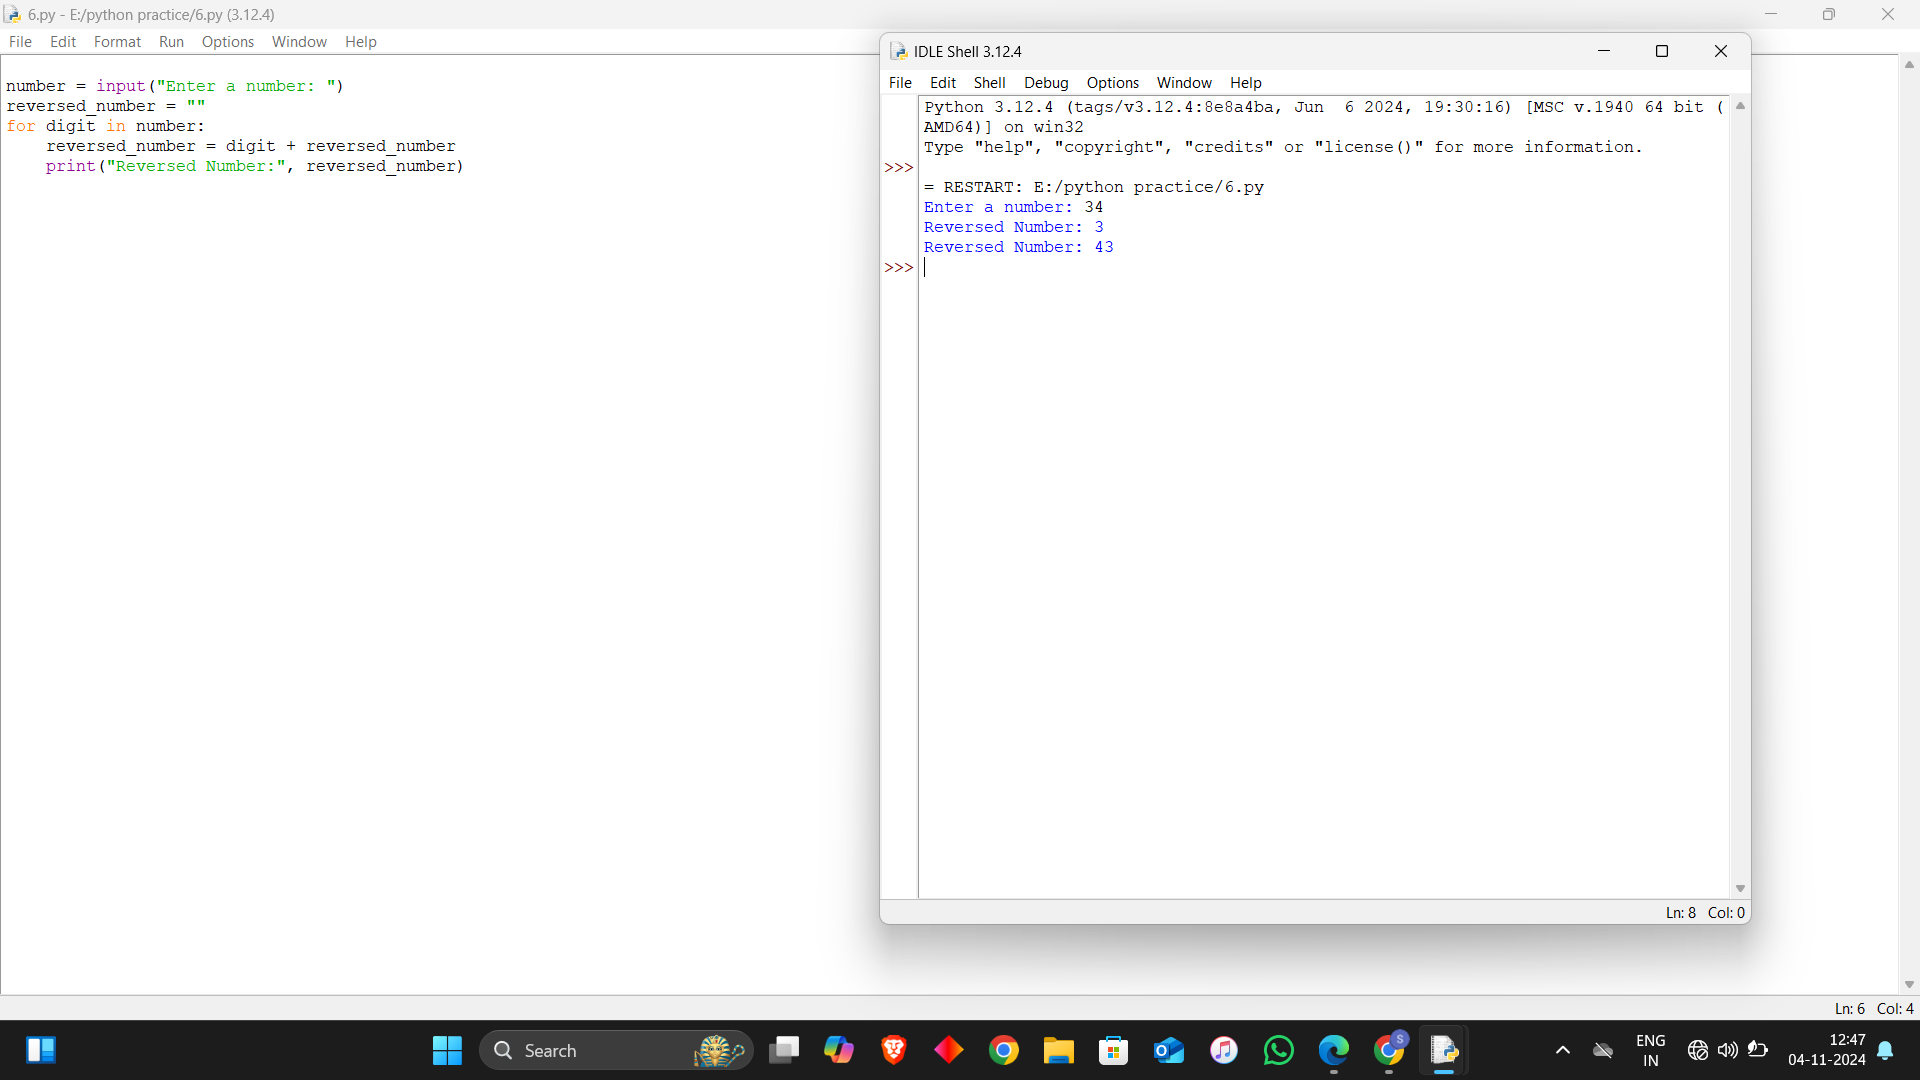 6.py - E:/python practice/6.py (3.12.4)
File Edit Format Run Options Window Help
number = input("Enter a number: ")
reversed_number = ""
for digit in number:
    reversed_number = digit + reversed_number
    print("Reversed Number:", reversed_number)
IDLE Shell 3.12.4
File Edit Shell Debug Options Window Help
Python 3.12.4 (tags/v3.12.4:8e8a4ba, Jun  6 2024, 19:30:16) [MSC v.1940 64 bit (
AMD64)] on win32
Type "help", "copyright", "credits" or "license()" for more information.
>>>
= RESTART: E:/python practice/6.py
Enter a number: 34
Reversed Number: 3
Reversed Number: 43
>>>
Ln: 8 Col: 0
Ln: 6 Col: 4
Search
S
ENG
IN
12:47
04-11-2024